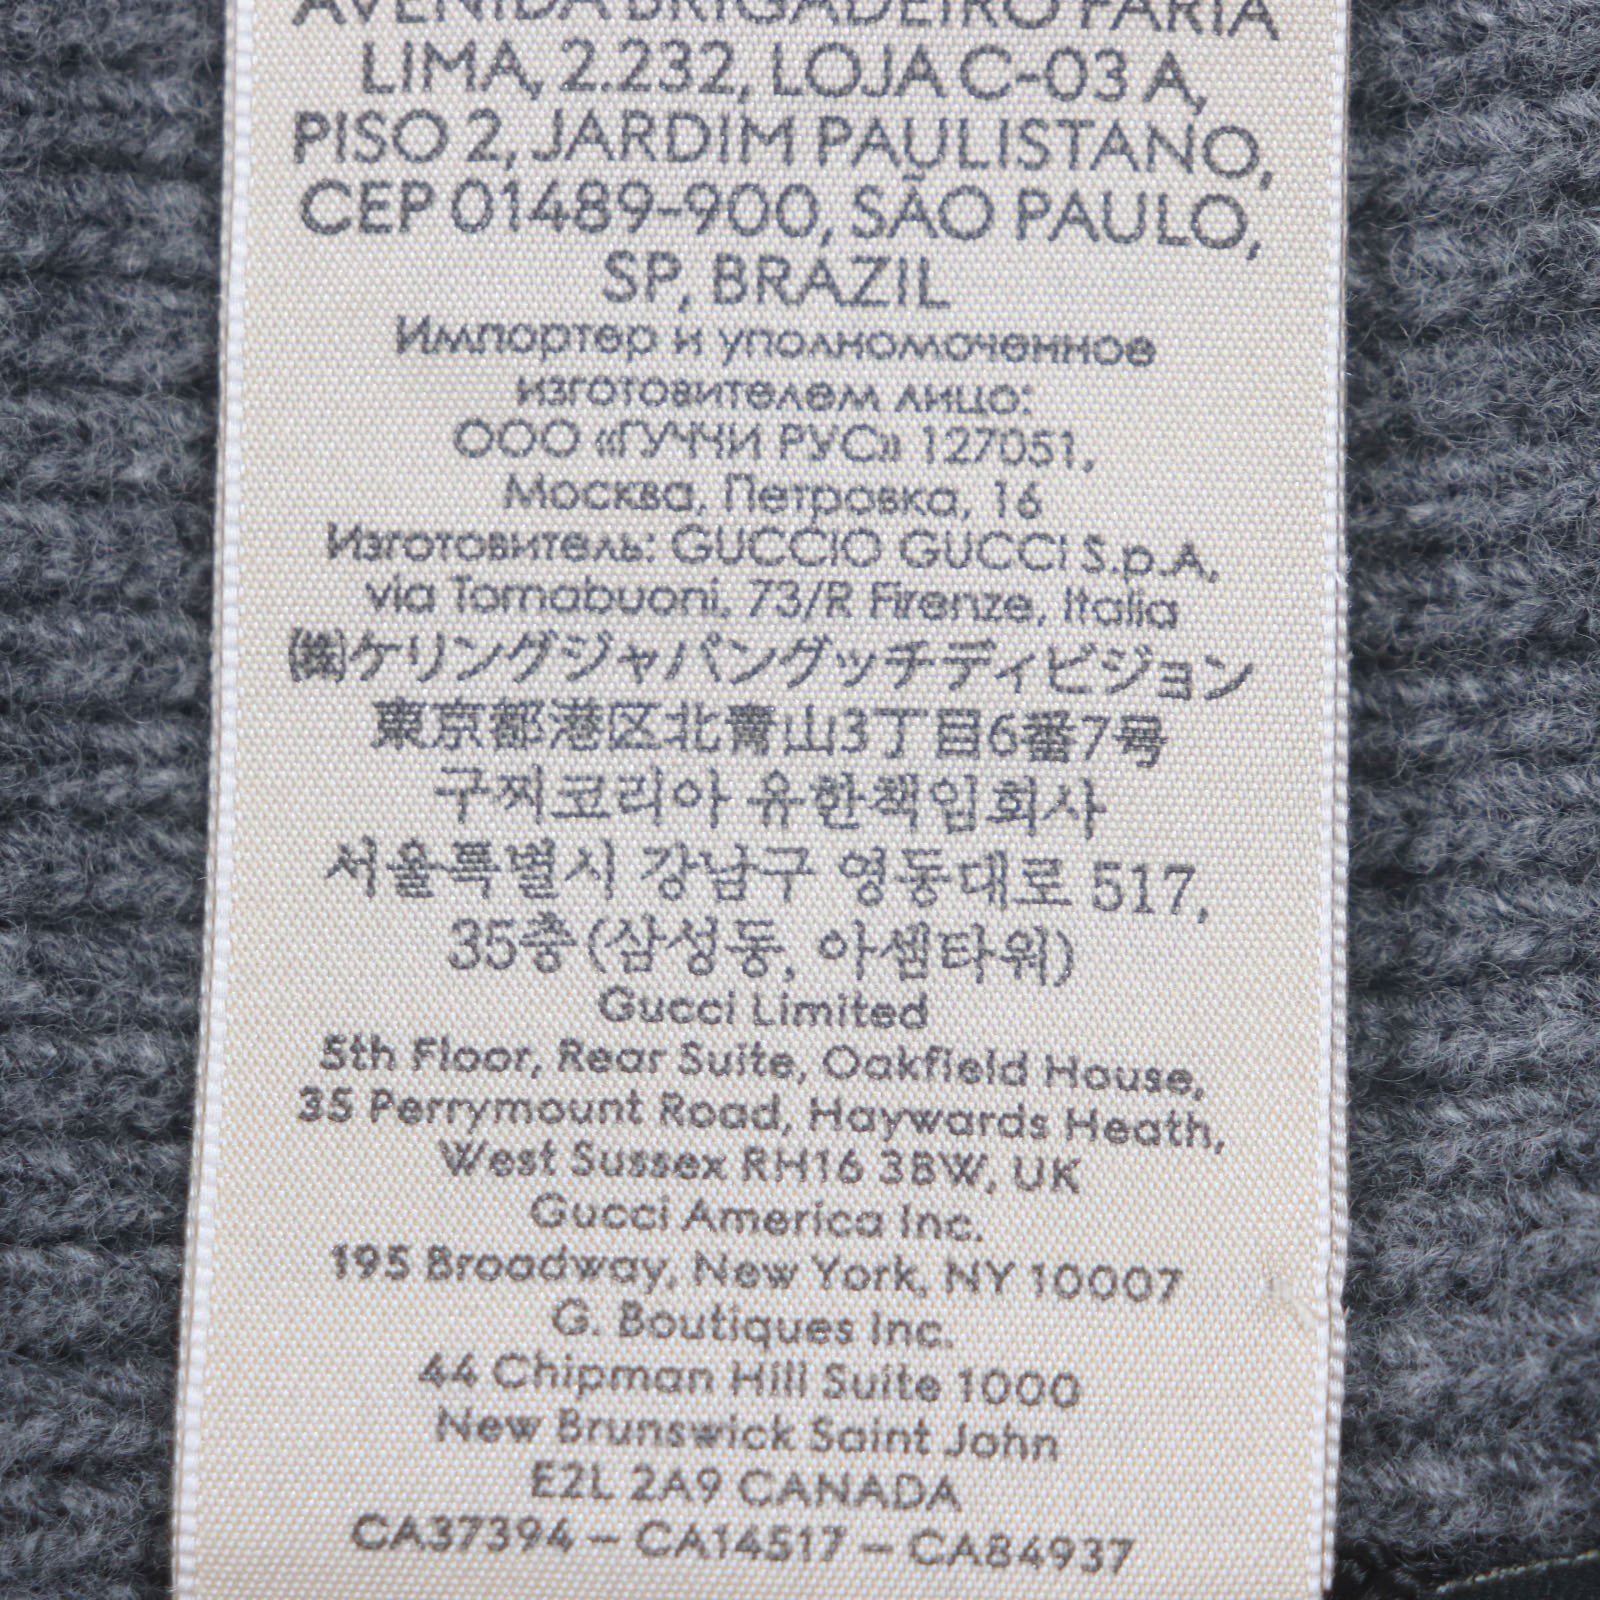 AVENIDA BRIGADEIRO FARIA
LIMA, 2.232, LOJA C-03 A,
PISO 2, JARDIM PAULISTANO,
CEP 01489-900, SÃO PAULO,
SP, BRAZIL
Импортер и уполномоченное
изготовителем лицо:
ООО «ГУЧЧИ РУС» 127051,
Москва, Петровка, 16
Изготовитель: GUCCIO GUCCI S.p.A,
via Tornabuoni, 73/R Firenze, Italia
㈱ケリングジャパングッチディビジョン
東京都港区北青山3丁目6番7号
구찌코리아 유한책임회사
서울특별시 강남구 영동대로 517,
35층(삼성동, 아셈타워)
Gucci Limited
5th Floor, Rear Suite, Oakfield House,
35 Perrymount Road, Haywards Heath,
West Sussex RH16 3BW, UK
Gucci America Inc.
195 Broadway, New York, NY 10007
G. Boutiques Inc.
44 Chipman Hill Suite 1000
New Brunswick Saint John
E2L 2A9 CANADA
CA37394 – CA14517 – CA84937